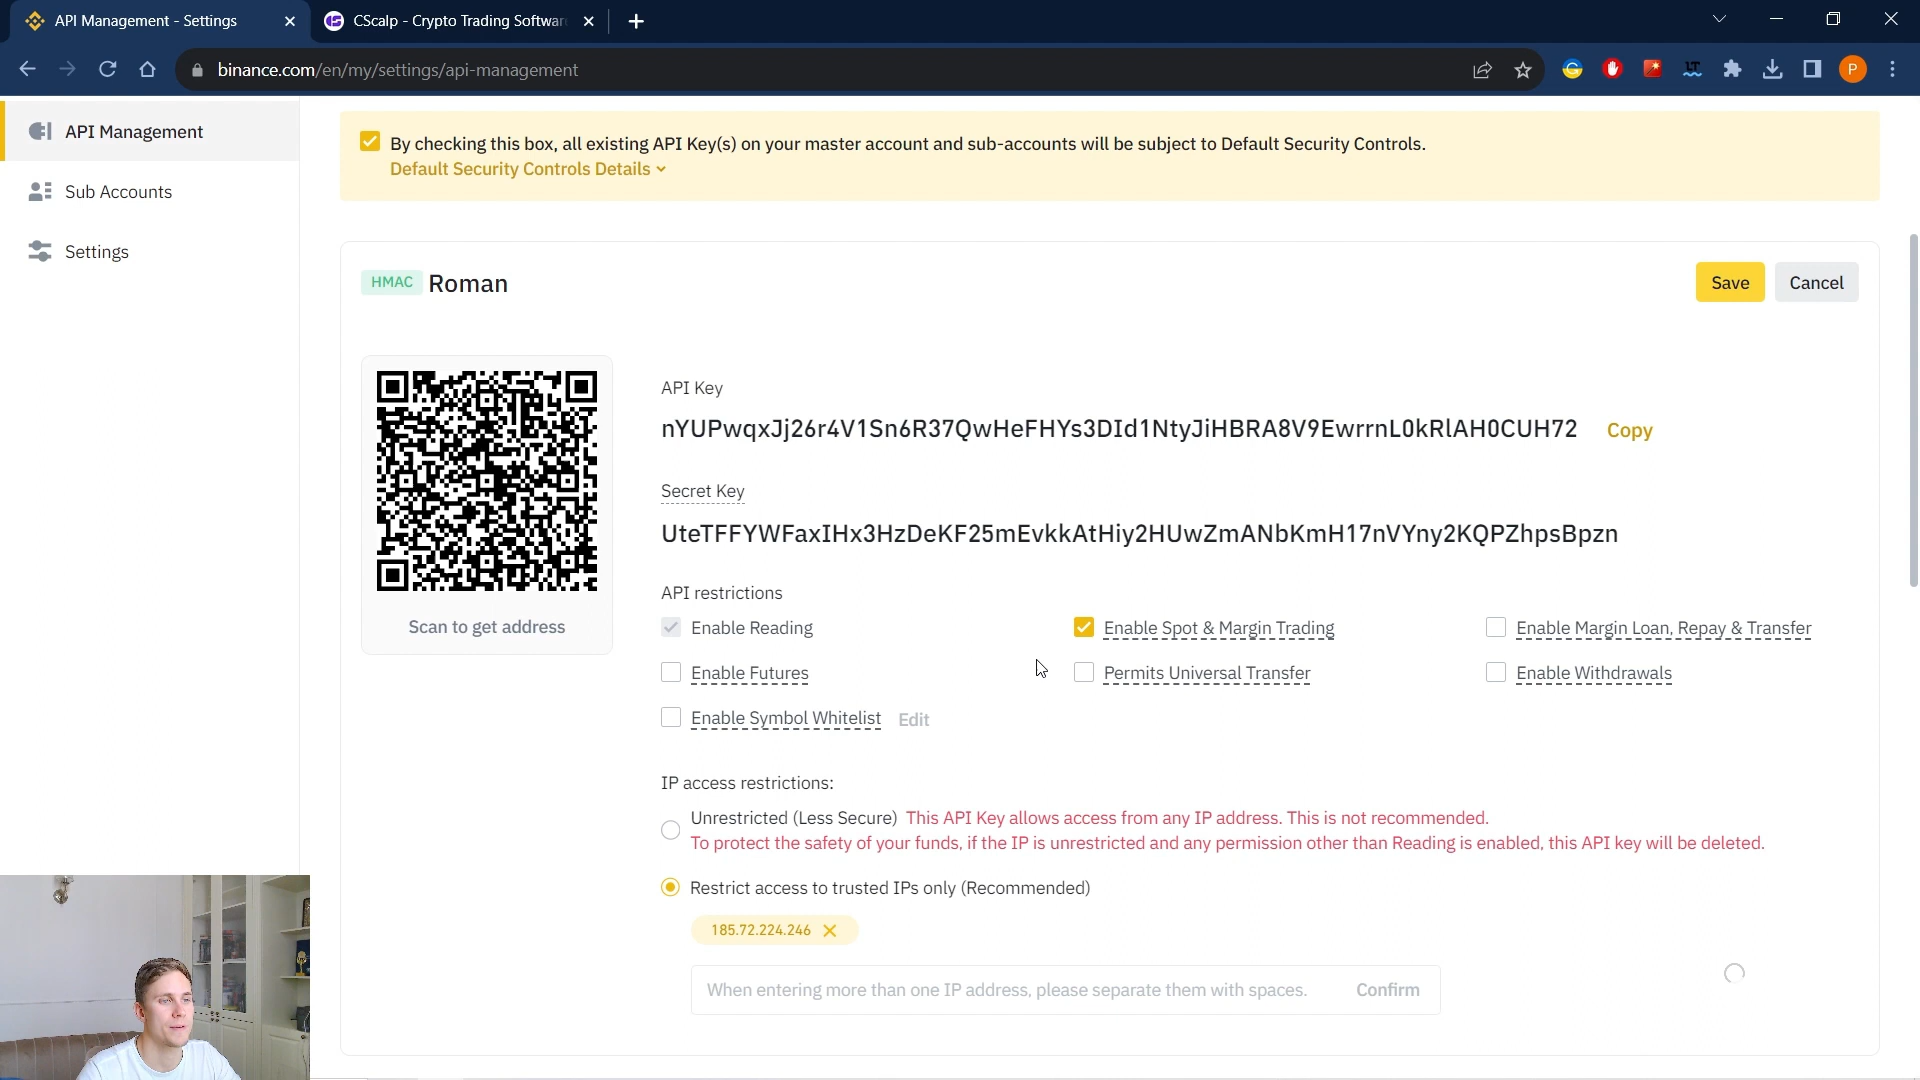 API Management - Settings
CScalp - Crypto Trading Softwar
binance.com/en/my/settings/api-management
P
API Management
Sub Accounts
Settings
By checking this box, all existing API Key(s) on your master account and sub-accounts will be subject to Default Security Controls.
Default Security Controls Details
HMAC Roman
Save
Cancel
Scan to get address
API Key
nYUPwqxJj26r4V1Sn6R37QwHeFHYs3DId1NtyJiHBRA8V9EwrrnL0kRlAH0CUH72 Copy
Secret Key
UteTFFYWFaxIHx3HzDeKF25mEvkkAtHiy2HUwZmANbKmH17nVYny2KQPZhpsBpzn
API restrictions
Enable Reading
Enable Spot & Margin Trading
Enable Margin Loan, Repay & Transfer
Enable Futures
Permits Universal Transfer
Enable Withdrawals
Enable Symbol Whitelist Edit
IP access restrictions:
Unrestricted (Less Secure) This API Key allows access from any IP address. This is not recommended.
To protect the safety of your funds, if the IP is unrestricted and any permission other than Reading is enabled, this API key will be deleted.
Restrict access to trusted IPs only (Recommended)
185.72.224.246
When entering more than one IP address, please separate them with spaces. Confirm